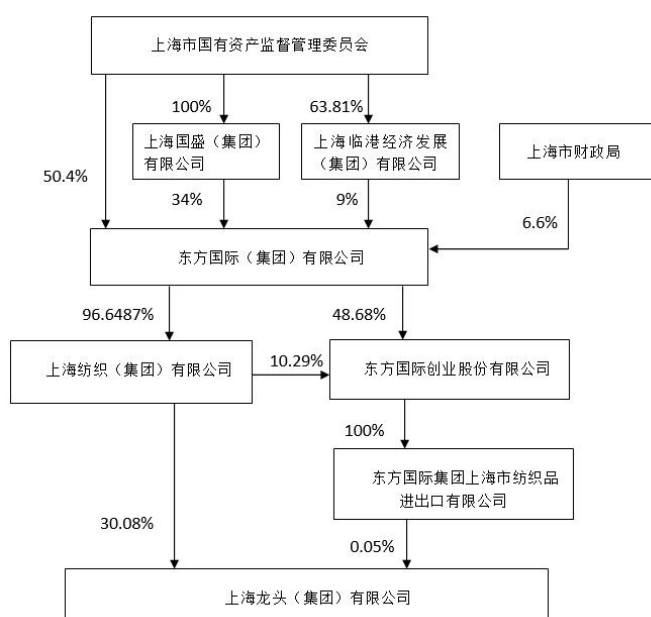 上海市国有资产监督管理委员会
100%
63.81%
上海国盛（集团）
有限公司
上海临港经济发展
（集团）有限公司
上海市财政局
50.4%
34%
9%
6.6%
东方国际（集团）有限公司
96.6487%
48.68%
上海纺织（集团）有限公司
10.29%
东方国际创业股份有限公司
100%
东方国际集团上海市纺织品
进出口有限公司
30.08%
0.05%
上海龙头（集团）有限公司